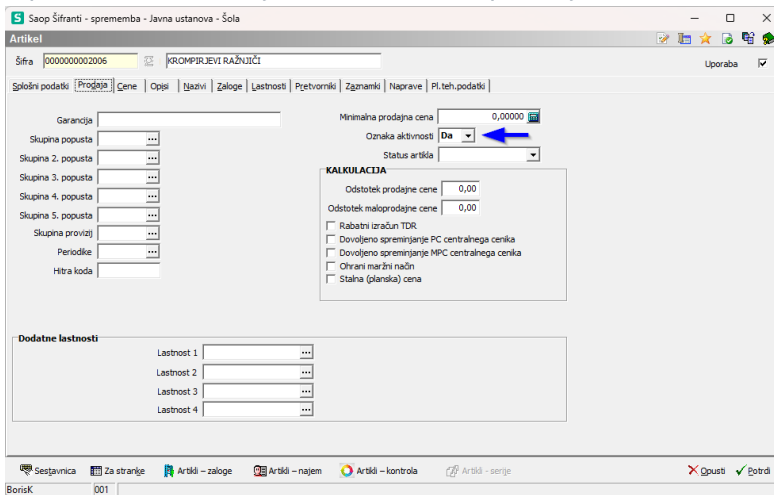 S Saop Šifranti - sprememba - Javna ustanova - Šola
Artikel
Šifra 0000000002006 KROMPIRJEVI RAŽNJIČI Uporaba
Splošni podatki Prodaja Cene Opisi Nazivi Zaloge Lastnosti Pretvorniki Zaznamki Naprave Pl.teh.podatki
Garancija
Skupina popusta
Skupina 2. popusta
Skupina 3. popusta
Skupina 4. popusta
Skupina 5. popusta
Skupina provizij
Periodike
Hitra koda
Minimalna prodajna cena 0,00000
Oznaka aktivnosti Da
Status artikla
KALKULACIJA
Odstotek prodajne cene 0,00
Odstotek maloprodajne cene 0,00
Rabatni izračun TDR
Dovoljeno spreminjanje PC centralnega cenika
Dovoljeno spreminjanje MPC centralnega cenika
Ohrani maržni način
Stalna (planska) cena
Dodatne lastnosti
Lastnost 1
Lastnost 2
Lastnost 3
Lastnost 4
Sestavnica Za stranke Artikli – zaloge Artikli – najem Artikli – kontrola Artikli - serije Opusti Potrdi
BorisK 001